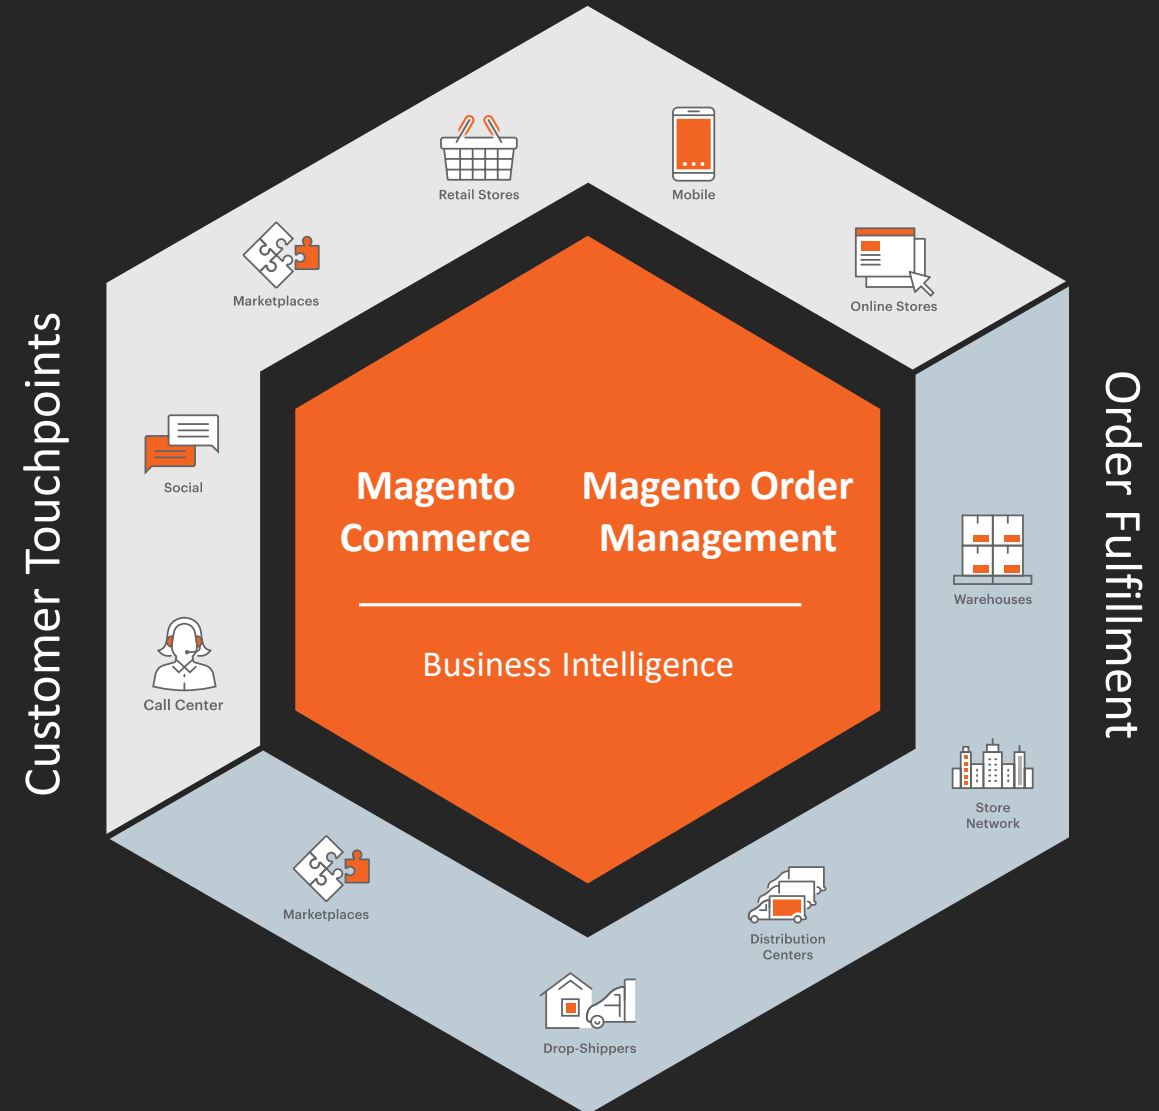 Customer Touchpoints
Retail Stores
Mobile
Marketplaces
Online Stores
Social
Call Center
Magento
Commerce
Magento Order
Management
Business Intelligence
Order Fulfillment
Warehouses
Store
Network
Marketplaces
Distribution
Centers
Drop-Shippers